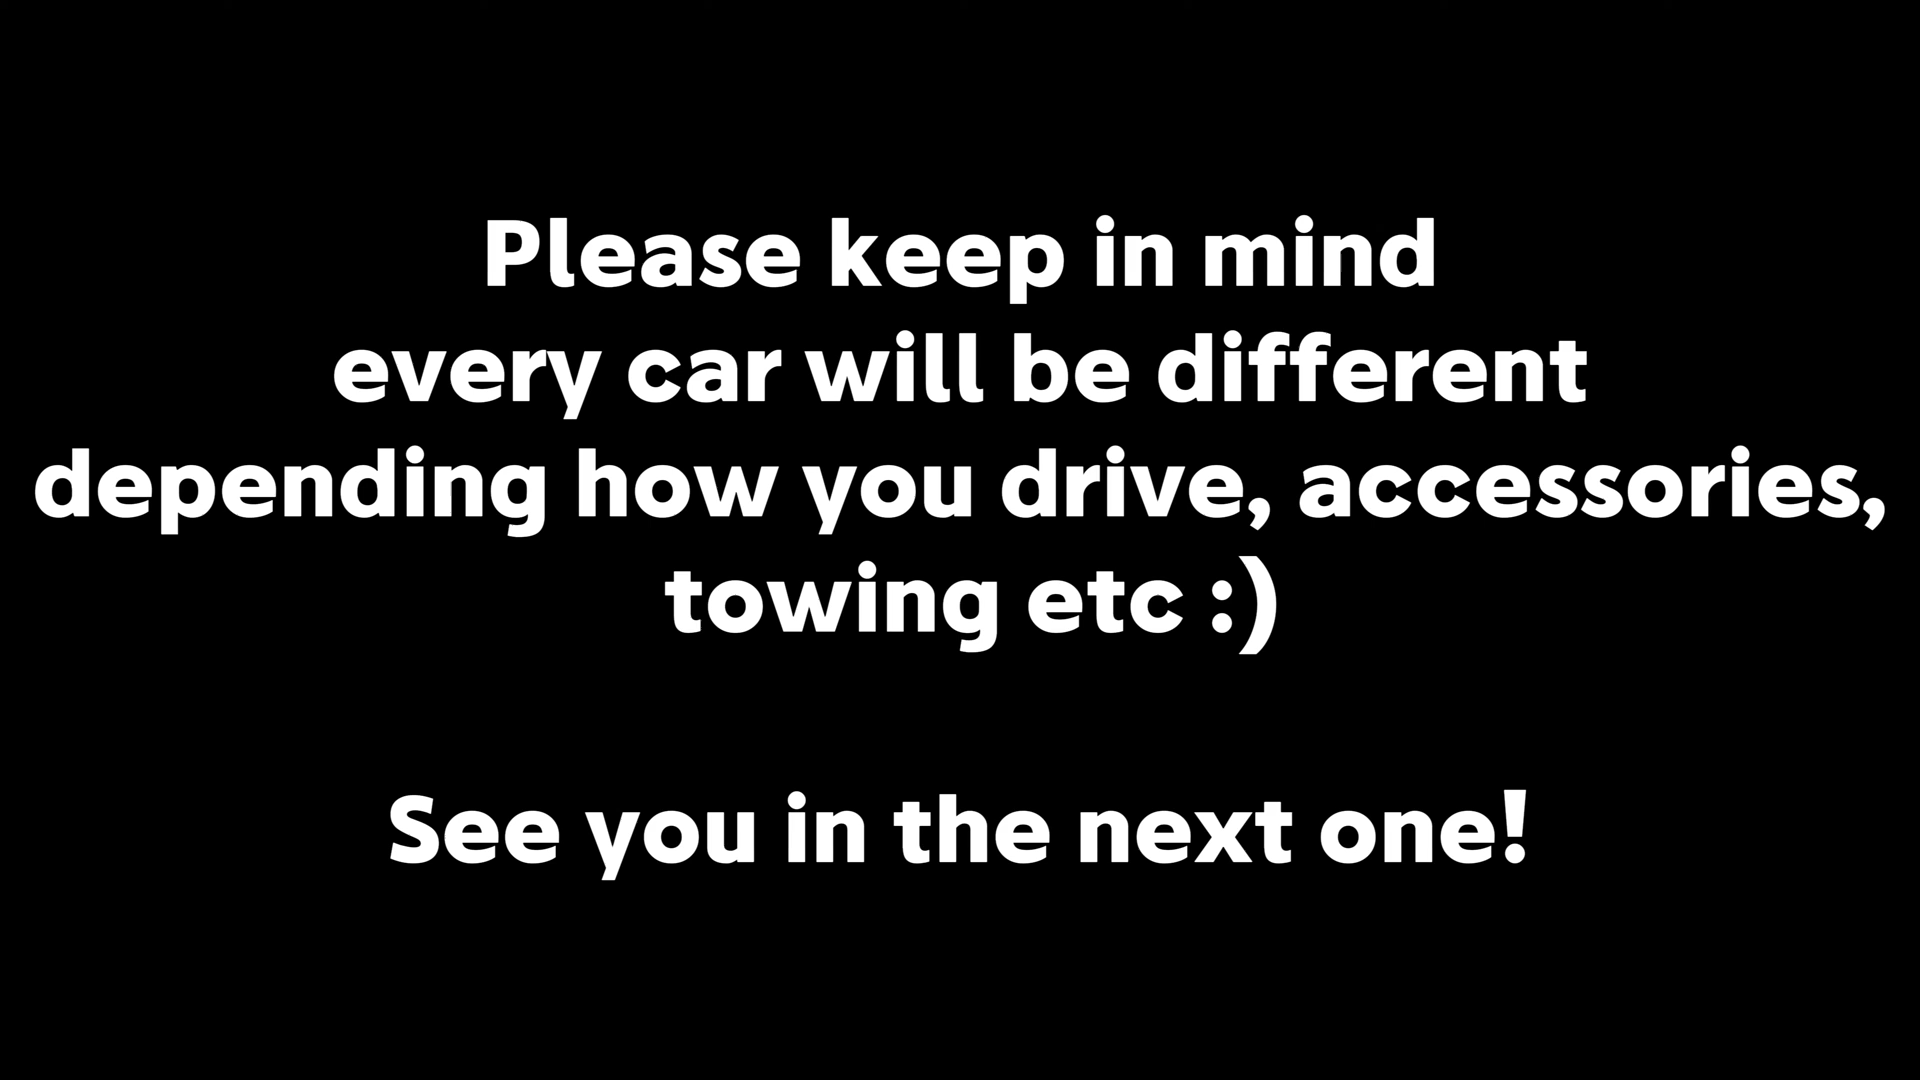 Please keep in mind
every car will be different
depending how you drive, accessories,
towing etc :)
See you in the next one!